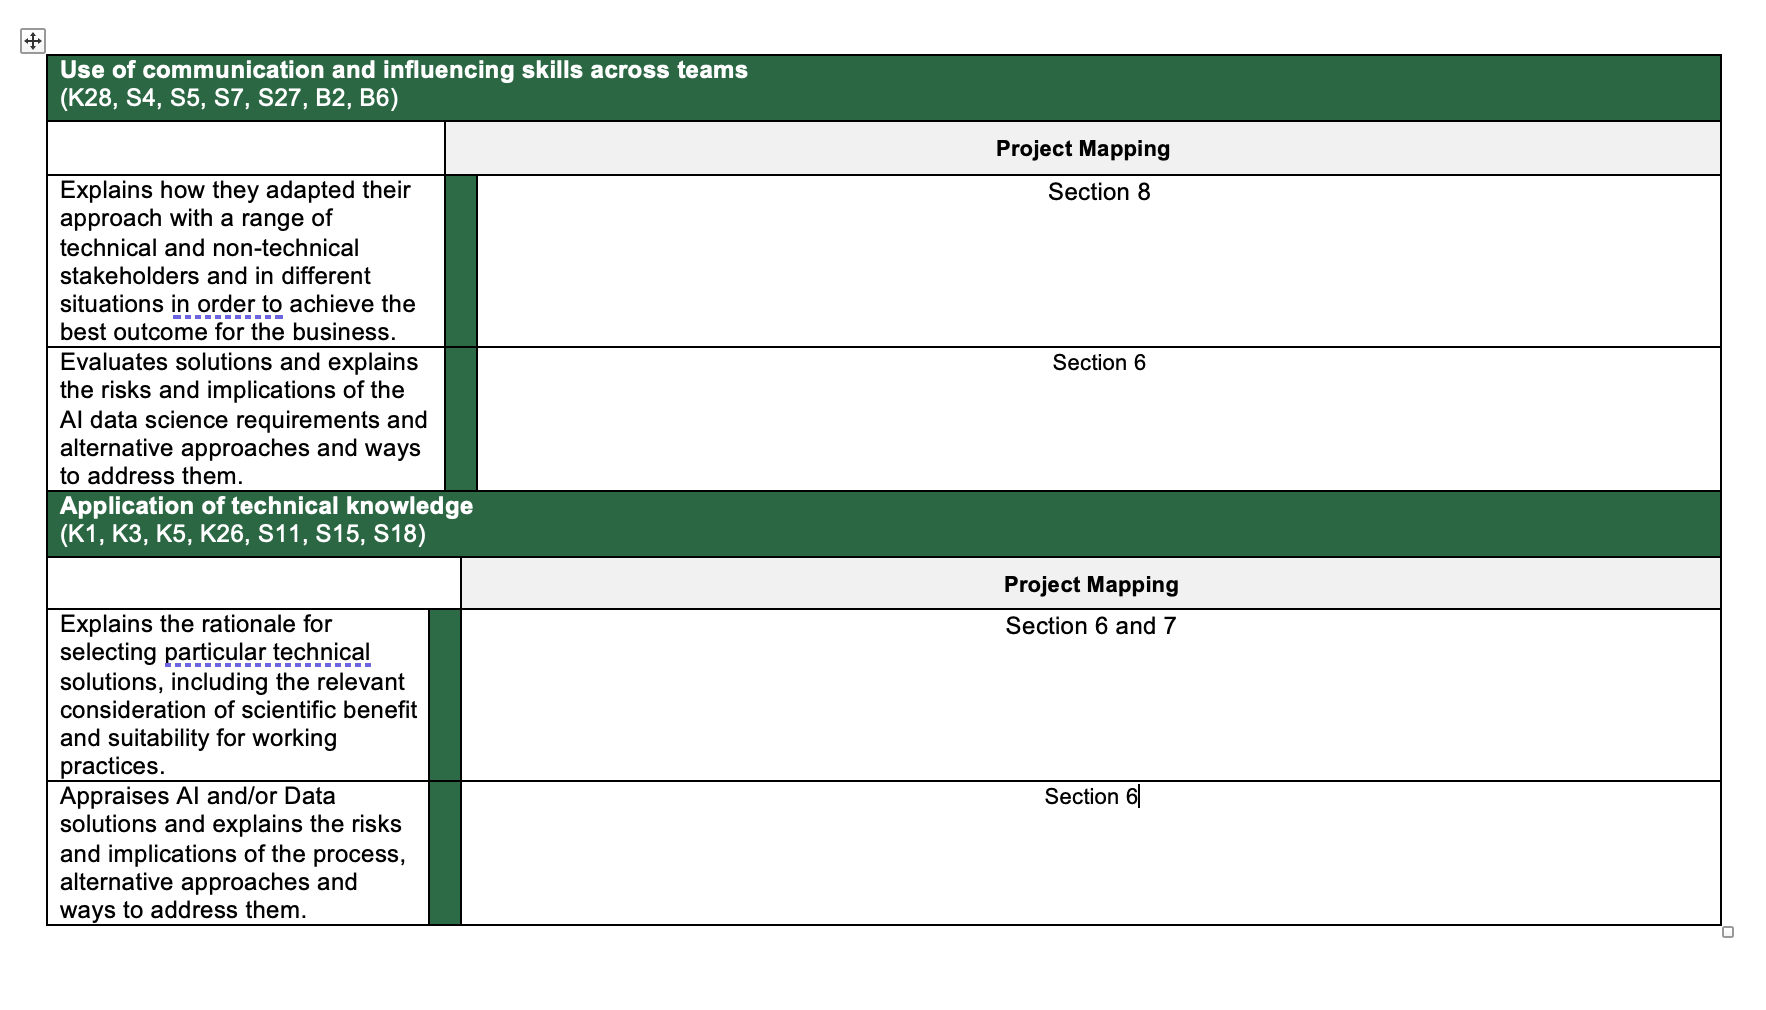 Use of communication and influencing skills across teams
(K28, S4, S5, S7, S27, B2, B6)
Project Mapping
Explains how they adapted their
approach with a range of
technical and non-technical
stakeholders and in different
situations in order to achieve the
best outcome for the business.
Section 8
Evaluates solutions and explains
the risks and implications of the
AI data science requirements and
alternative approaches and ways
to address them.
Section 6
Application of technical knowledge
(K1, K3, K5, K26, S11, S15, S18)
Project Mapping
Explains the rationale for
selecting particular technical
solutions, including the relevant
consideration of scientific benefit
and suitability for working
practices.
Section 6 and 7
Appraises AI and/or Data
solutions and explains the risks
and implications of the process,
alternative approaches and
ways to address them.
Section 6